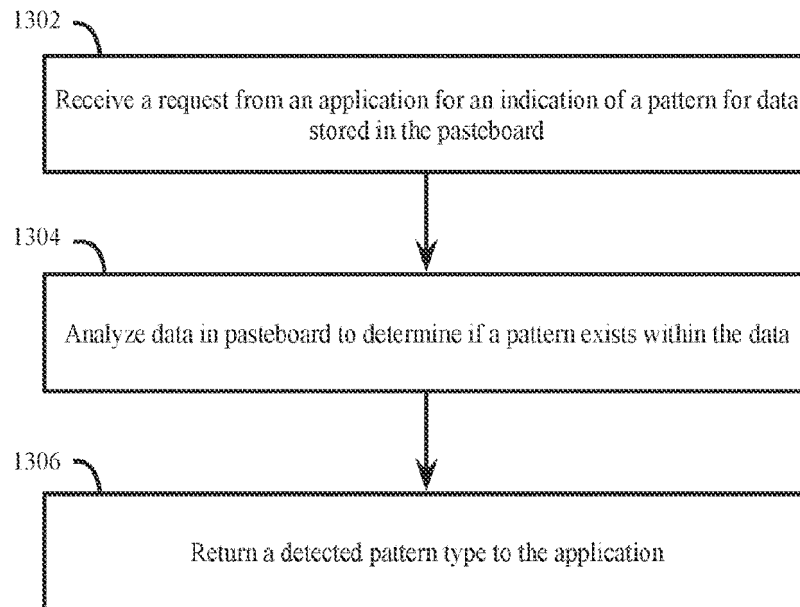 1302
Receive a request from an application for an indication of a pattern for data
stored in the pasteboard
1304
Analyze data in pasteboard to determine if a pattern exists within the data
1306
Return a detected pattern type to the application